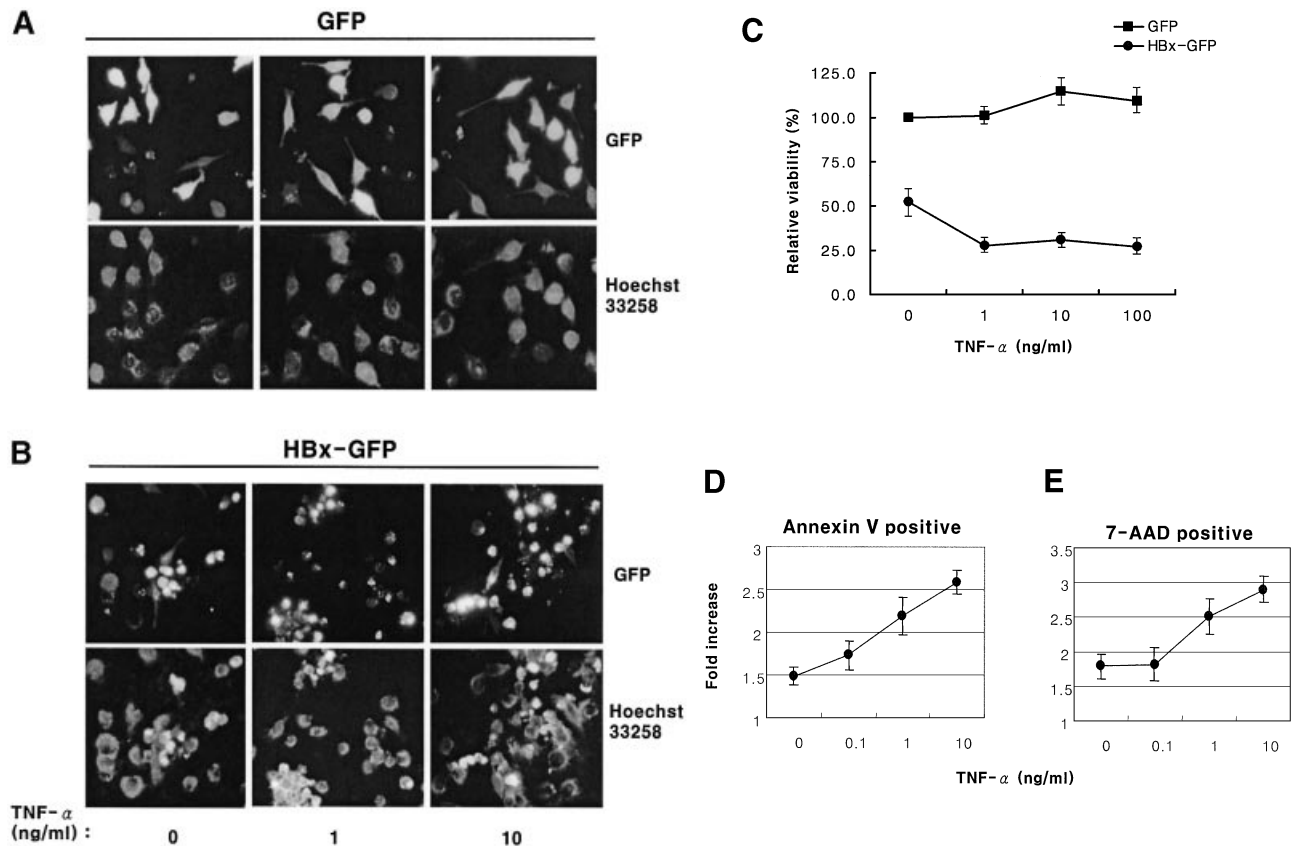 A
GFP
GFP
Hoechst
33258
B
HBx-GFP
GFP
Hoechst
33258
TNF-α
(ng/ml) :
0
1
10
C
GFP
HBx-GFP
125.0
100.0
75.0
50.0
25.0
0.0
Relative viability (%)
0
1
10
100
TNF-α (ng/ml)
D
Annexin V positive
3
2.5
2
1.5
1
Fold increase
0
0.1
1
10
E
7-AAD positive
3.5
3
2.5
2
1.5
1
0
0.1
1
10
TNF-α (ng/ml)